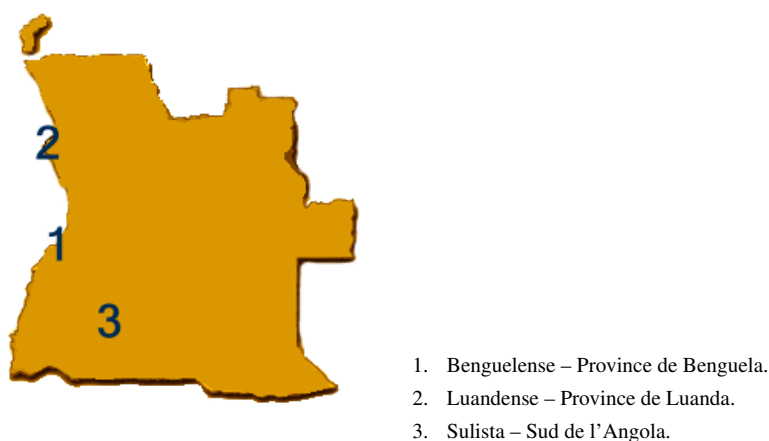 2
1
3
1. Benguelense – Province de Benguela.
2. Luandense – Province de Luanda.
3. Sulista – Sud de l’Angola.